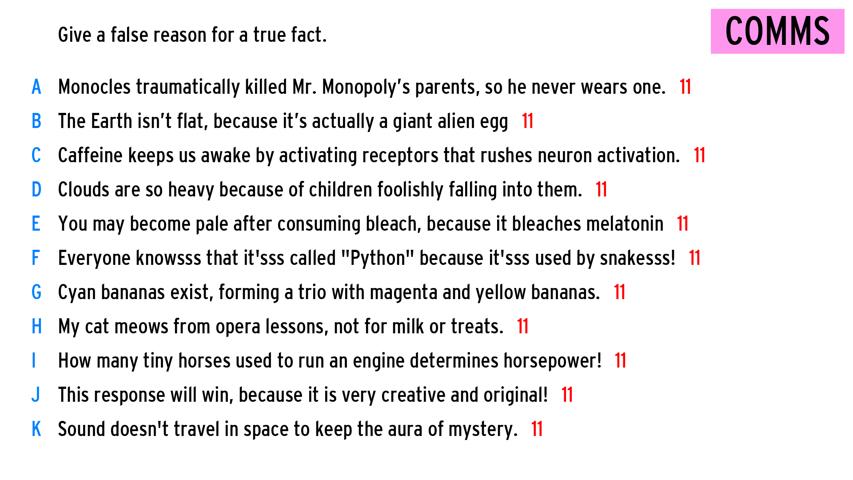 Give a false reason for a true fact.
COMMS
A Monocles traumatically killed Mr. Monopoly's parents, so he never wears one. 11
B The Earth isn't flat, because it's actually a giant alien egg 11
C Caffeine keeps us awake by activating receptors that rushes neuron activation. 11
D Clouds are so heavy because of children foolishly falling into them. 11
E You may become pale after consuming bleach, because it bleaches melatonin 11
F Everyone knowsss that it'sss called "Python" because it'sss used by snakesss! 11
G Cyan bananas exist, forming a trio with magenta and yellow bananas. 11
H My cat meows from opera lessons, not for milk or treats. 11
I How many tiny horses used to run an engine determines horsepower! 11
J This response will win, because it is very creative and original! 11
K Sound doesn't travel in space to keep the aura of mystery. 11